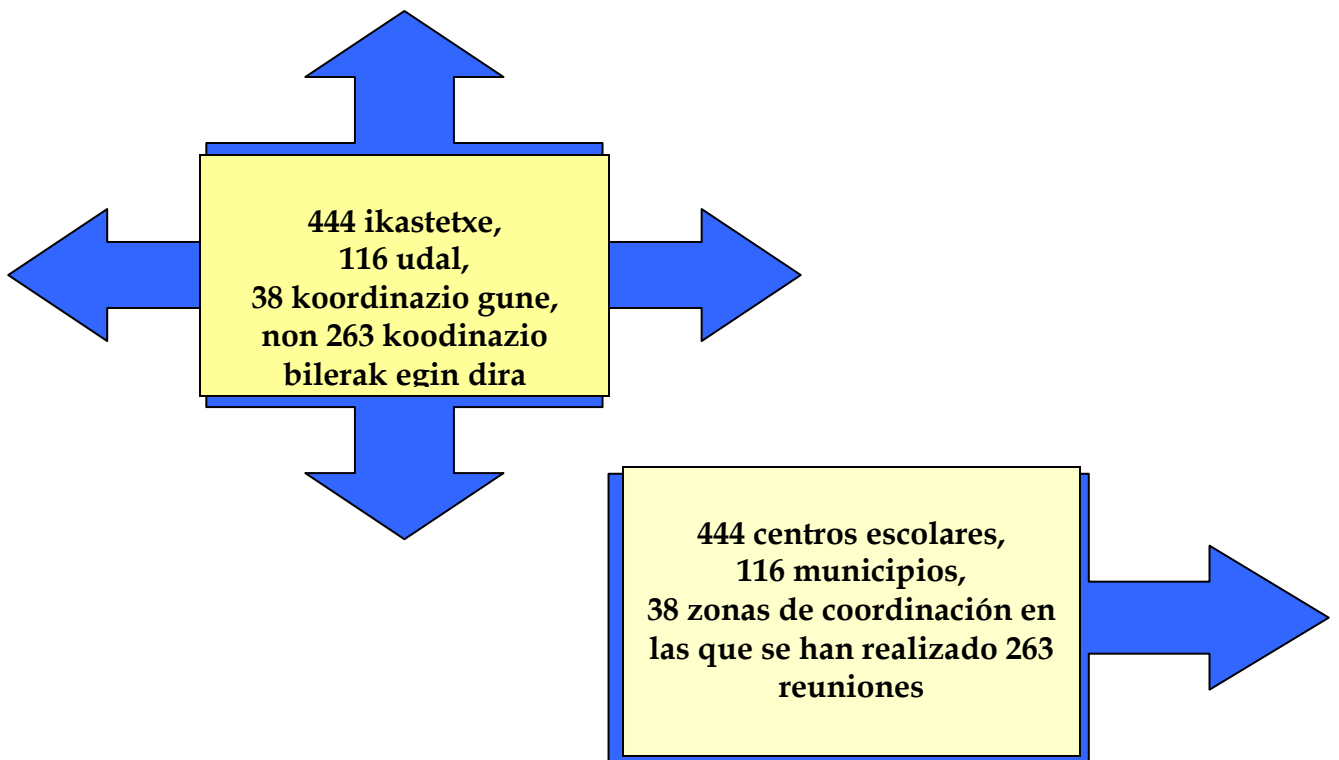 444 ikastetxe,
116 udal,
38 koordinazio gune,
non 263 koodinazio
bilerak egin dira
444 centros escolares,
116 municipios,
38 zonas de coordinación en
las que se han realizado 263
reuniones